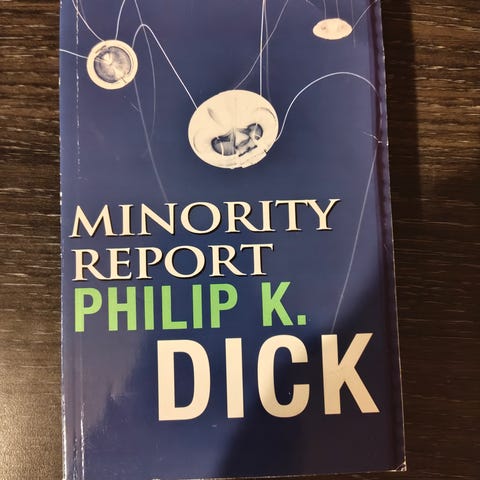 MINORITY
REPORT
PHILIP K.
DICK